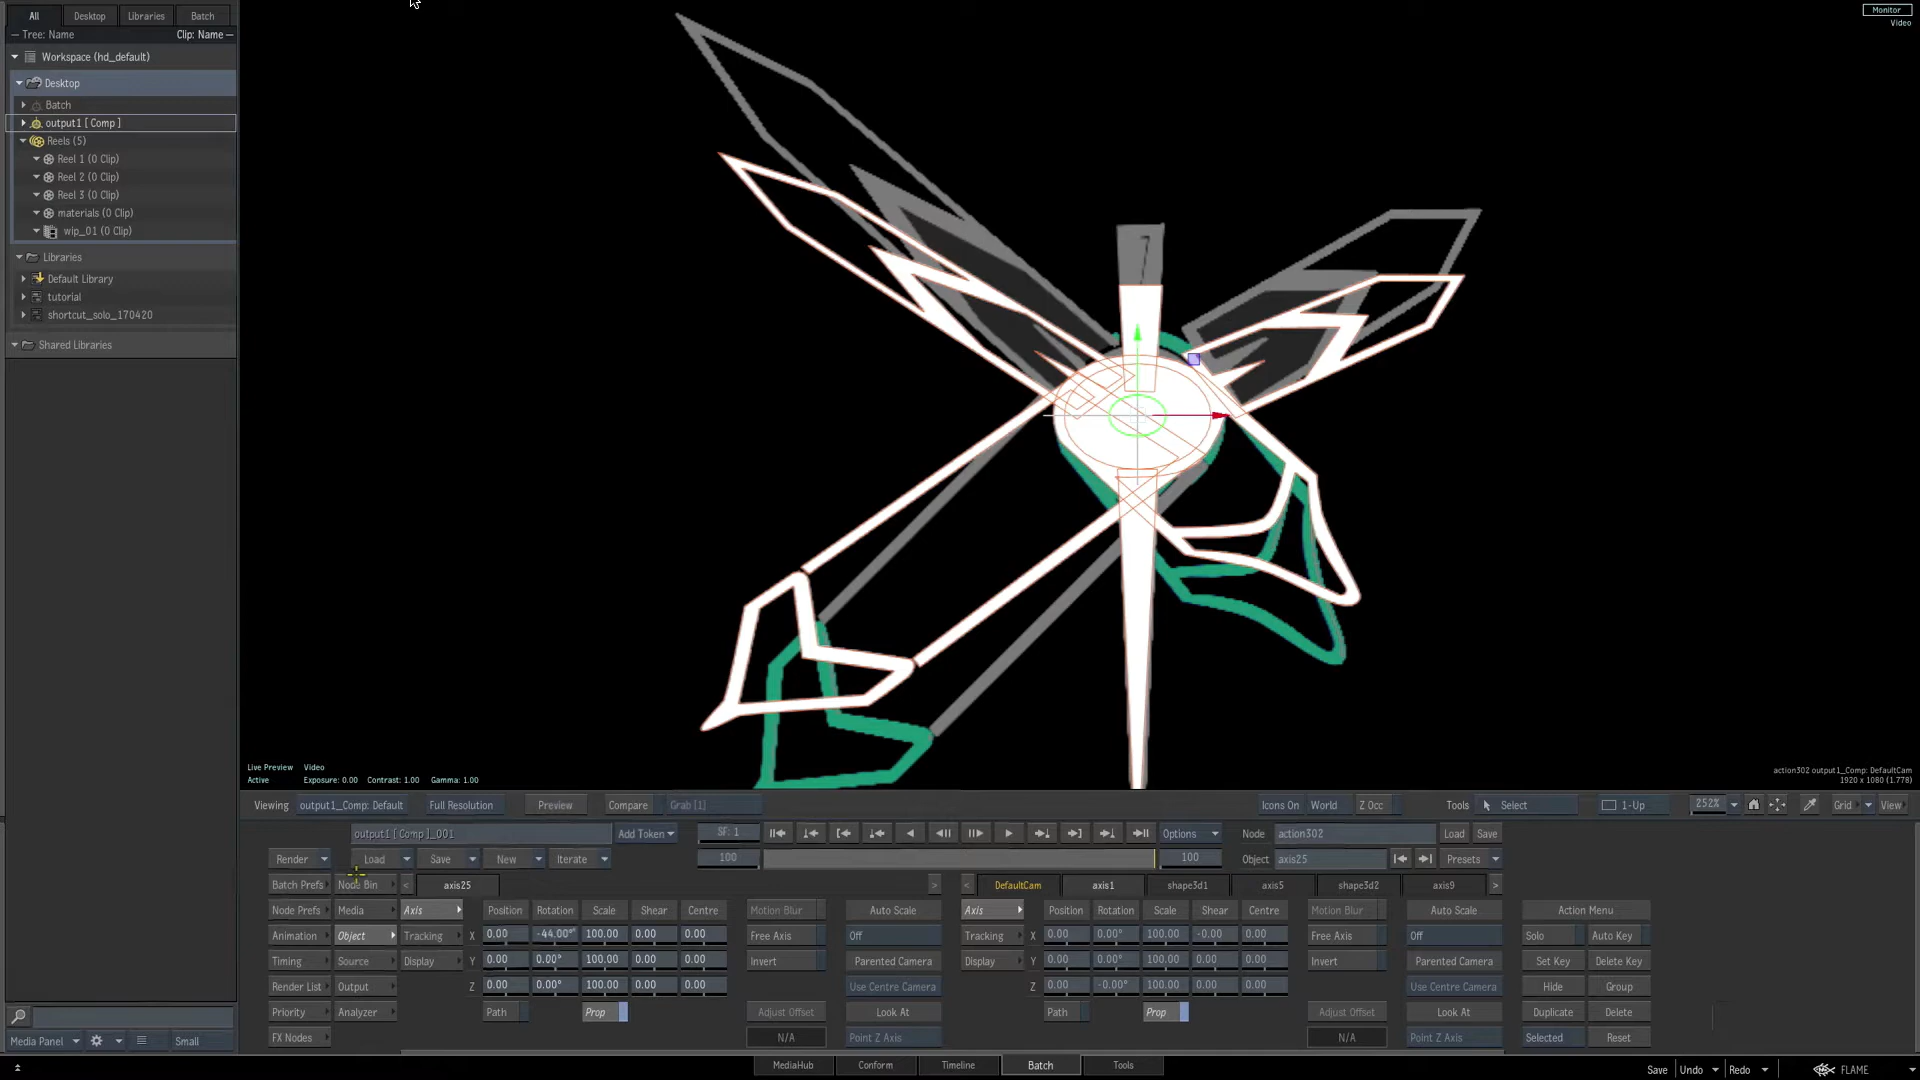 All Desktop Libraries Batch
Tree: Name Clip: Name
Workspace (hd_default)
Desktop
Batch
output1 [ Comp ]
Reels (5)
Reel 1 (0 Clip)
Reel 2 (0 Clip)
Reel 3 (0 Clip)
materials (0 Clip)
wip_01 (0 Clip)
Libraries
Default Library
tutorial
shortcut_solo_170420
Shared Libraries
Media Panel Small
Monitor
Video
Live Preview Video
Active Exposure: 0.00 Contrast: 1.00 Gamma: 1.00
action302 output1_Comp: DefaultCam
1920 x 1080 (1.778)
Viewing output1_Comp: Default Full Resolution Preview Compare Grab [1] Icons On World Z Occ Tools Select 1-Up 252% Grid View
output1 [ Comp ]_001 Add Token SF: 1 Options Node action302 Load Save
Render Load Save New Iterate 100 100 Object axis25 Presets
Batch Prefs Node Bin < axis25 > < DefaultCam axis1 shape3d1 axis5 shape3d2 axis9 >
Node Prefs Media Axis Position Rotation Scale Shear Centre Motion Blur Auto Scale Axis Position Rotation Scale Shear Centre Motion Blur Auto Scale Action Menu
Animation Object Tracking X 0.00 -44.00° 100.00 0.00 0.00 Free Axis Off Tracking X 0.00 0.00° 100.00 -0.00 0.00 Free Axis Off Solo Auto Key
Timing Source Display Y 0.00 0.00° 100.00 0.00 0.00 Invert Parented Camera Display Y 0.00 0.00° 100.00 0.00 0.00 Invert Parented Camera Set Key Delete Key
Render List Output Z 0.00 0.00° 100.00 0.00 0.00 Use Centre Camera Z 0.00 -0.00° 100.00 0.00 0.00 Use Centre Camera Hide Group
Priority Analyzer Path Prop Adjust Offset Look At Path Prop Adjust Offset Look At Duplicate Delete
FX Nodes N/A Point Z Axis N/A Point Z Axis Selected Reset
MediaHub Conform Timeline Batch Tools Save Undo Redo FLAME